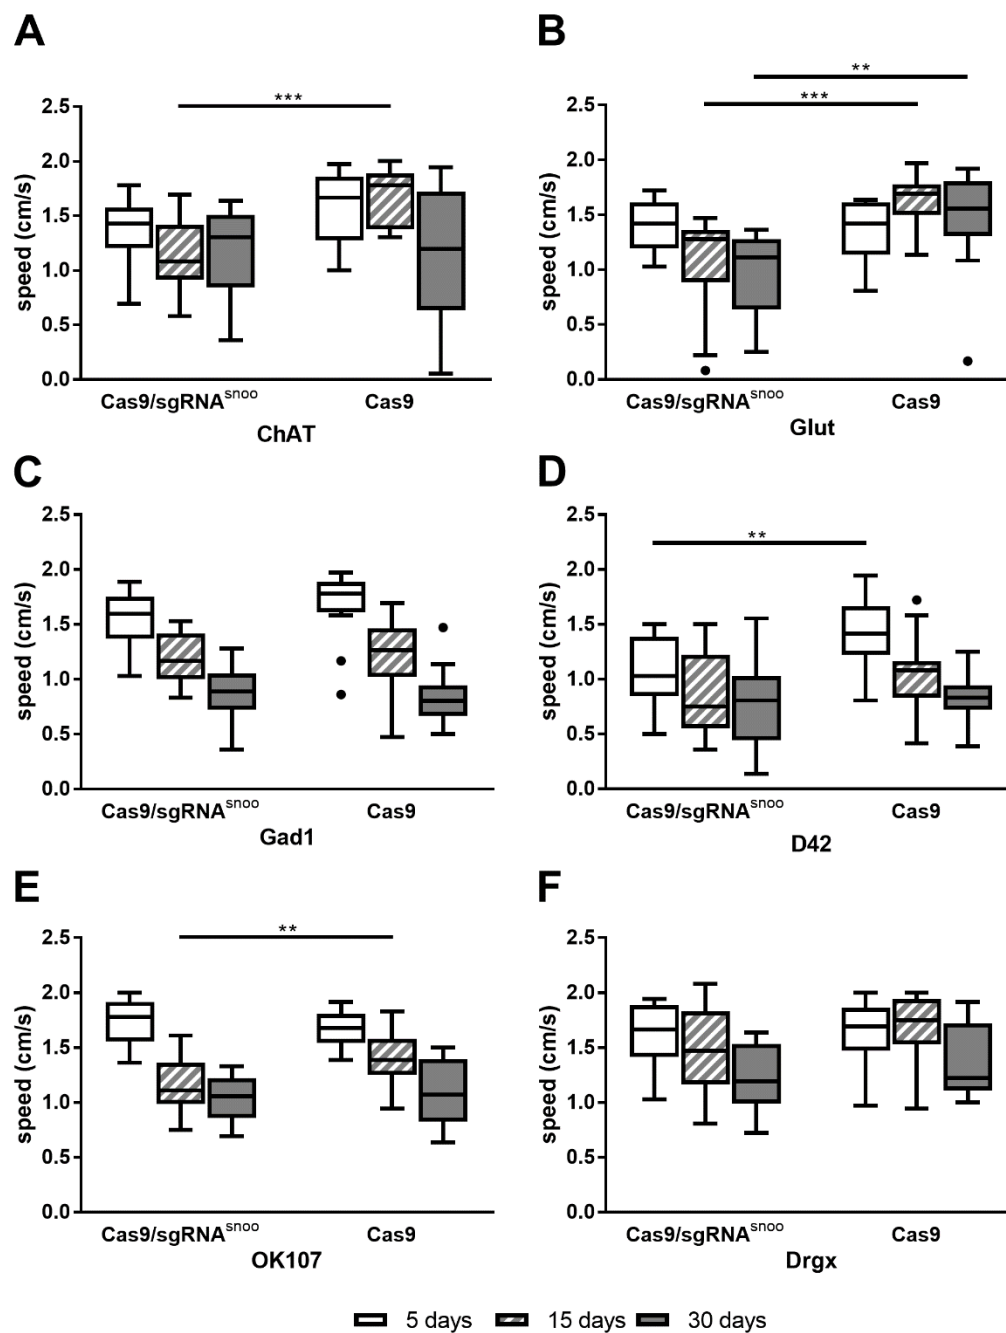 A
B
***
**
***
2.5
2.0
1.5
1.0
0.5
0.0
speed (cm/s)
Cas9/sgRNAsnoo
Cas9
ChAT
2.5
2.0
1.5
1.0
0.5
0.0
speed (cm/s)
Cas9/sgRNAsnoo
Cas9
Glut
C
D
2.5
2.0
1.5
1.0
0.5
0.0
speed (cm/s)
Cas9/sgRNAsnoo
Cas9
Gad1
**
2.5
2.0
1.5
1.0
0.5
0.0
speed (cm/s)
Cas9/sgRNAsnoo
Cas9
D42
E
F
**
2.5
2.0
1.5
1.0
0.5
0.0
speed (cm/s)
Cas9/sgRNAsnoo
Cas9
OK107
2.5
2.0
1.5
1.0
0.5
0.0
speed (cm/s)
Cas9/sgRNAsnoo
Cas9
Drgx
5 days 15 days 30 days